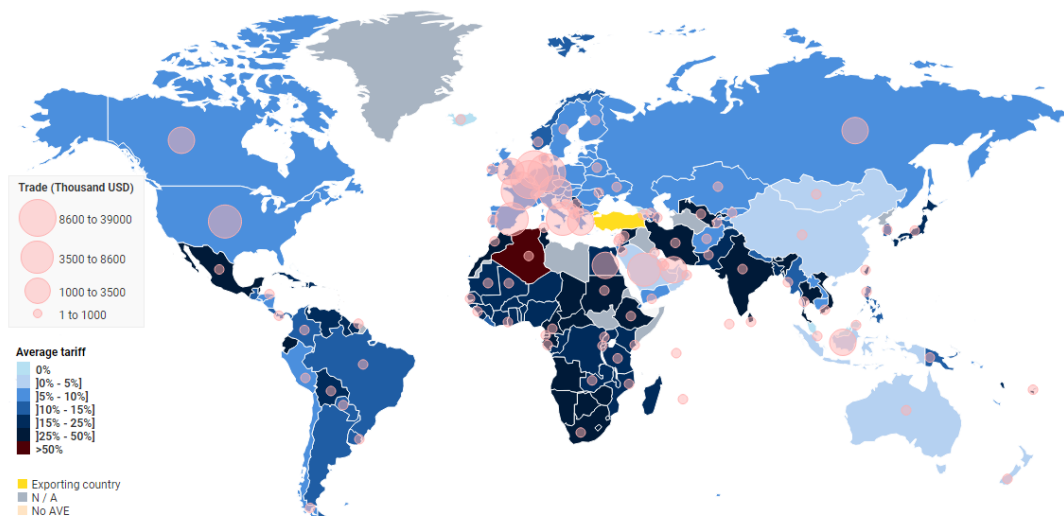 Trade (Thousand USD)
8600 to 39000
3500 to 8600
1000 to 3500
1 to 1000
Average tariff
0%
]0% - 5%]
]5% - 10%]
]10% - 15%]
]15% - 25%]
]25% - 50%]
>50%
Exporting country
N / A
No AVE